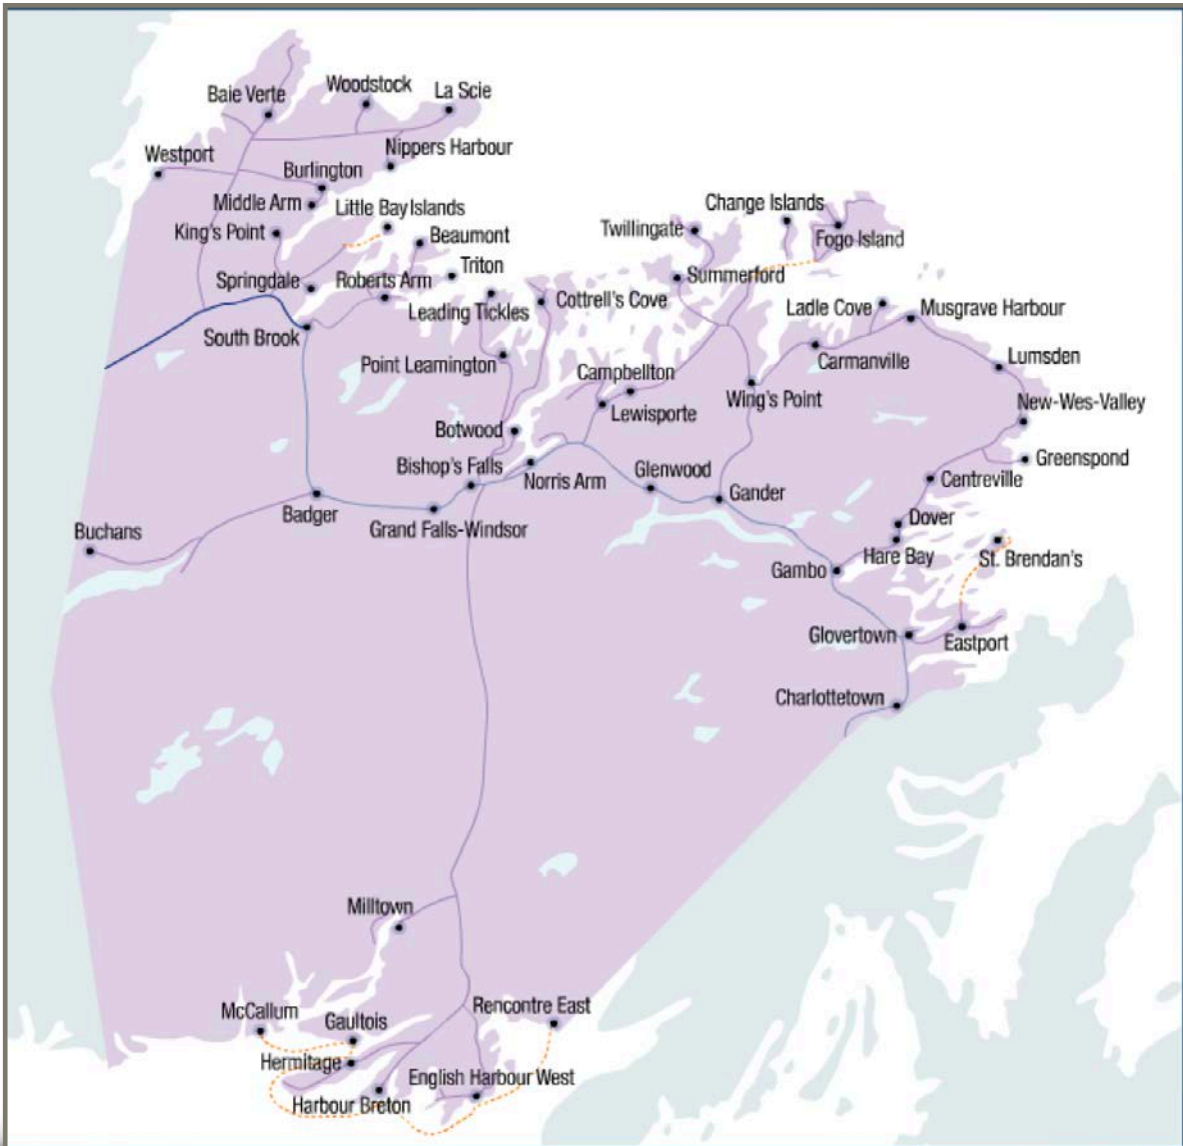 Woodstock
La Scie
Baie Verte
Nippers Harbour
Westport
Burlington
Middle Arm
Little Bay Islands
King's Point
Beaumont
Triton
Springdale
Roberts Arm
Leading Tickles
Cottrell's Cove
South Brook
Point Leamington
Change Islands
Twillingate
Fogo Island
Summerford
Ladle Cove
Musgrave Harbour
Carmanville
Lumsden
Campbellton
Wing's Point
Lewisporte
New-Wes-Valley
Botwood
Bishop's Falls
Norris Arm
Glenwood
Gander
Greenspond
Centreville
Badger
Grand Falls-Windsor
Buchans
Dover
Hare Bay
St. Brendan's
Gambo
Glovertown
Eastport
Charlottetown
Milltown
McCallum
Gaultois
Rencontre East
Hermitage
English Harbour West
Harbour Breton